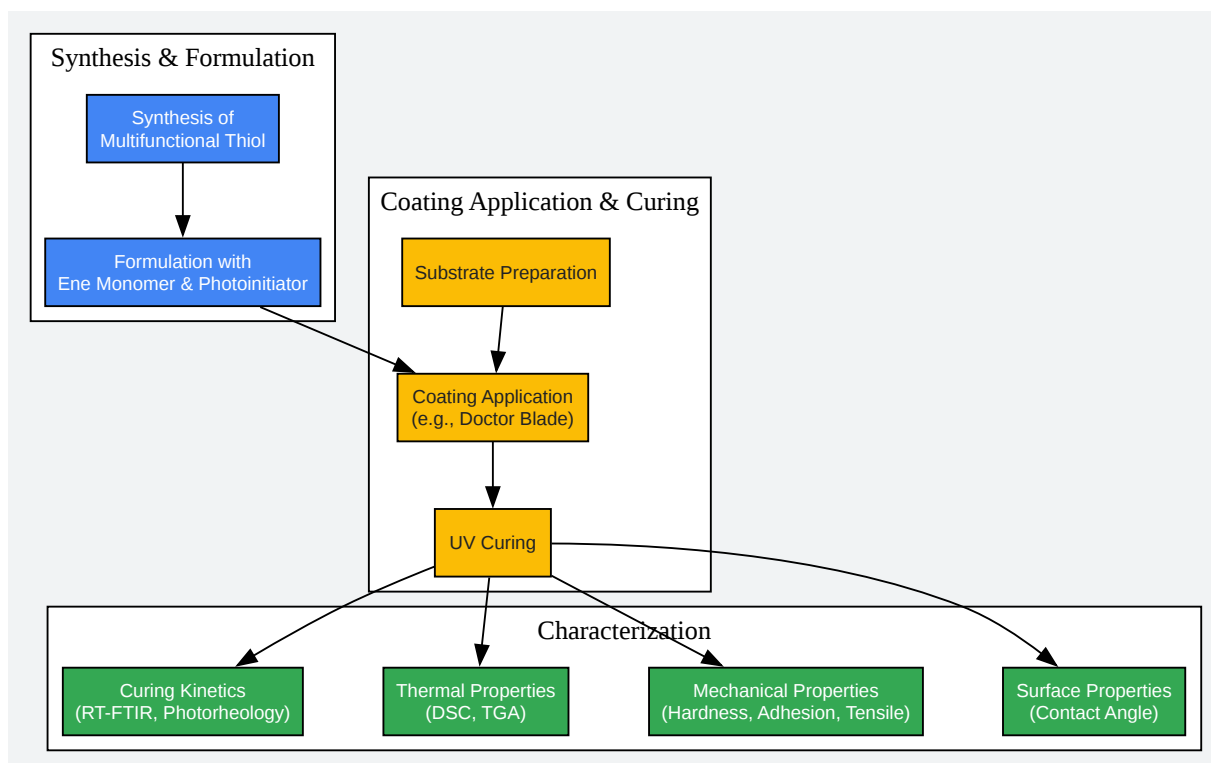 Synthesis & Formulation
Synthesis of
Multifunctional Thiol
Formulation with
Ene Monomer & Photoinitiator
Coating Application & Curing
Substrate Preparation
Coating Application
(e.g., Doctor Blade)
UV Curing
Characterization
Curing Kinetics
(RT-FTIR, Photorheology)
Thermal Properties
(DSC, TGA)
Mechanical Properties
(Hardness, Adhesion, Tensile)
Surface Properties
(Contact Angle)